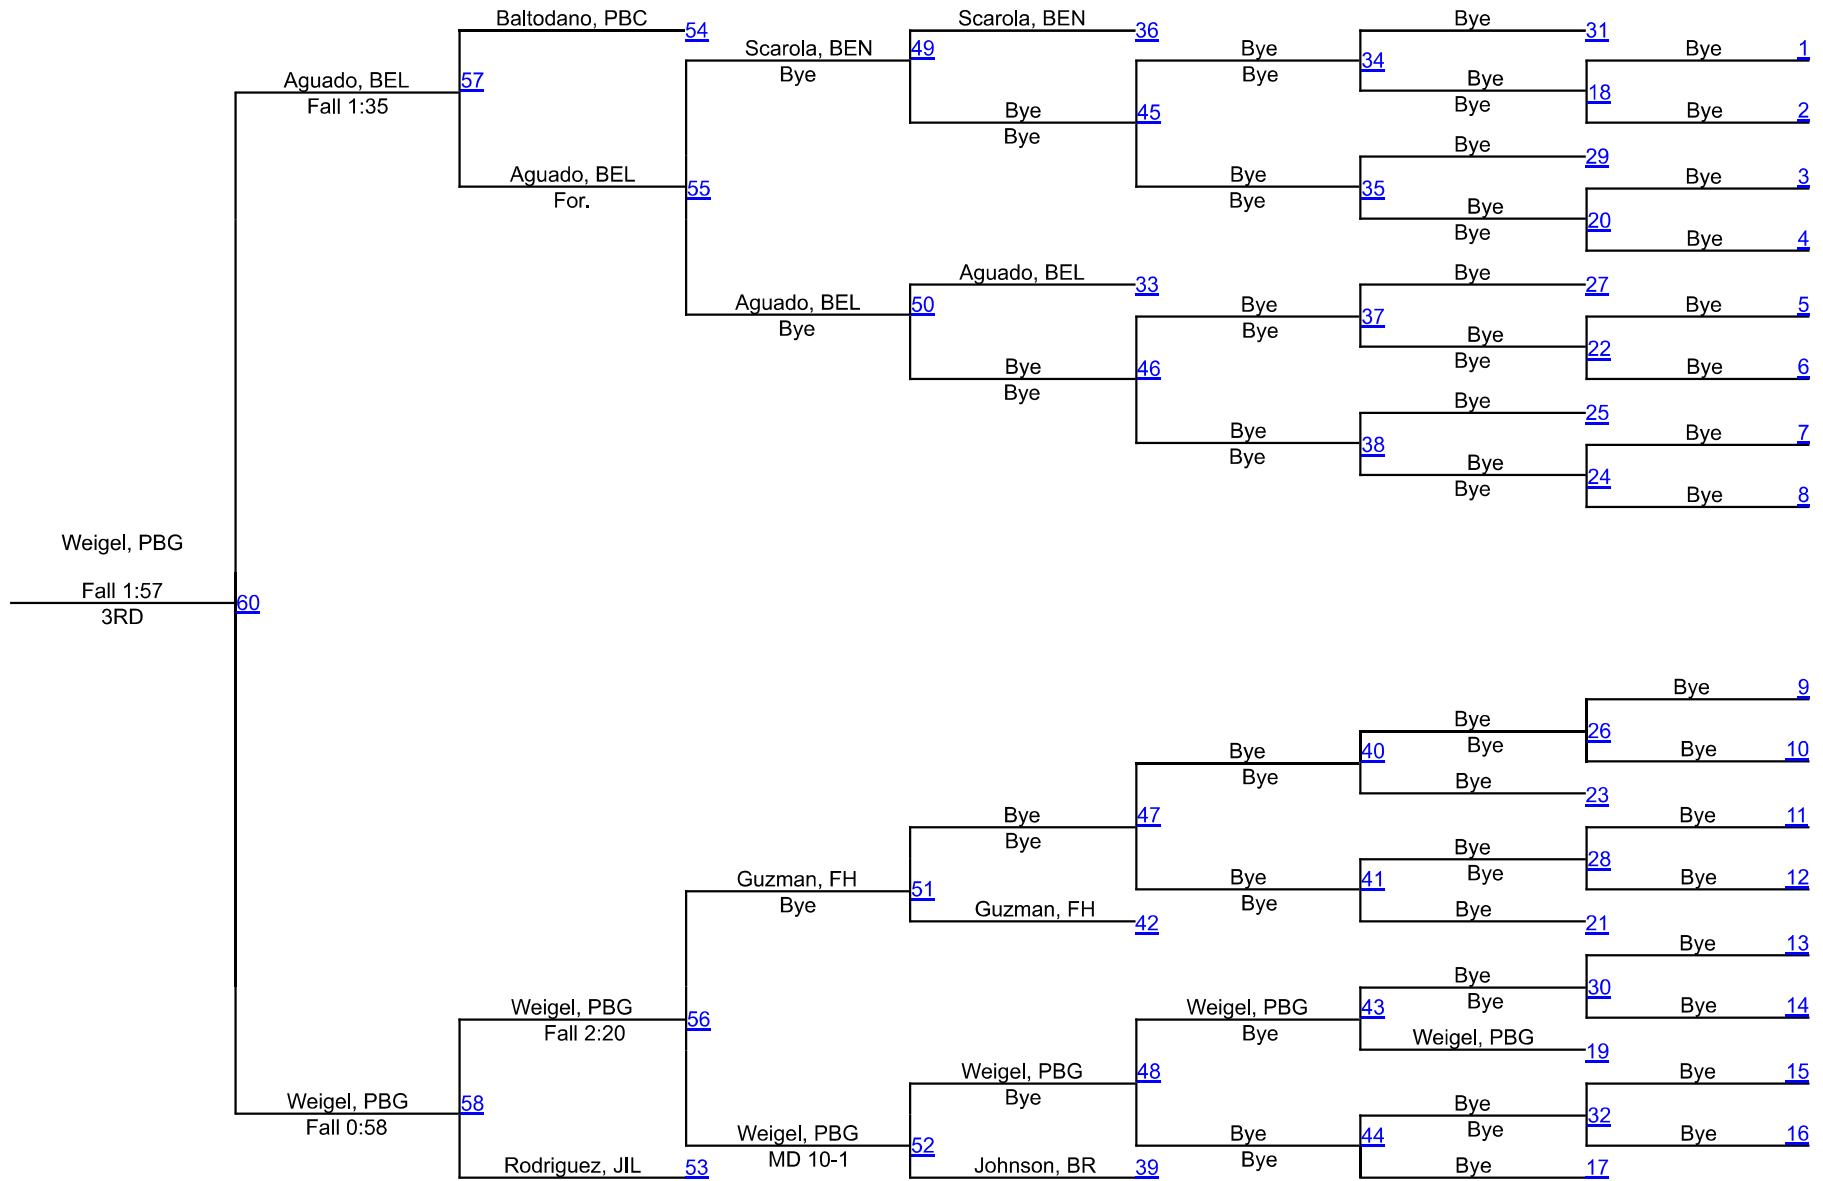 Baltodano, PBC
54
Scarola, BEN
36
Bye
31
Scarola, BEN
49
Bye
34
Bye
1
Bye
Bye
Aguado, BEL
57
Bye
18
Fall 1:35
Bye
Bye
45
Bye
2
Bye
Bye
29
Aguado, BEL
55
Bye
35
Bye
3
For.
Bye
Bye
20
Bye
Bye
4
Aguado, BEL
33
Bye
27
Aguado, BEL
50
Bye
37
Bye
5
Bye
Bye
Bye
22
Bye
Bye
46
Bye
6
Bye
Bye
25
Bye
38
Bye
7
Bye
Bye
24
Bye
Bye
8
Weigel, PBG
Fall 1:57
60
3RD
Bye
9
Bye
26
Bye
40
Bye
Bye
10
Bye
Bye
23
Bye
47
Bye
11
Bye
Bye
28
Guzman, FH
51
Bye
41
Bye
Bye
12
Bye
Bye
Guzman, FH
42
Bye
21
Bye
13
Bye
30
Weigel, PBG
56
Weigel, PBG
43
Bye
Bye
14
Fall 2:20
Bye
Weigel, PBG
19
Weigel, PBG
48
Bye
15
Weigel, PBG
58
Bye
Bye
32
Fall 0:58
Weigel, PBG
52
Bye
44
Bye
Bye
16
MD 10-1
Bye
Rodriguez, JIL
53
Johnson, BR
39
Bye
17